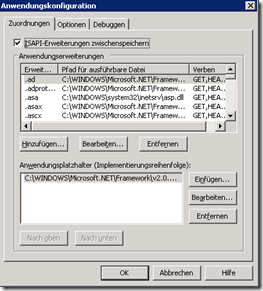 Anwendungskonfiguration
Zuordnungen Optionen Debuggen
ISAPI-Erweiterungen zwischenspeichern
Anwendungserweiterungen
Erweit... Pfad für ausführbare Datei Verben
.ad C:\WINDOWS\Microsoft.NET\Framew... GET,HEA...
.adprot... C:\WINDOWS\Microsoft.NET\Framew... GET,HEA...
.asa C:\WINDOWS\system32\inetsrv\asp.dll GET,HEA...
.asax C:\WINDOWS\Microsoft.NET\Framew... GET,HEA...
.ascx C:\WINDOWS\Microsoft.NET\Framew... GET,HEA...
Hinzufügen... Bearbeiten... Entfernen
Anwendungsplatzhalter (Implementierungsreihenfolge):
C:\WINDOWS\Microsoft.NET\Framework\v2.0....
Einfügen...
Bearbeiten...
Entfernen
Nach oben Nach unten
OK Abbrechen Hilfe